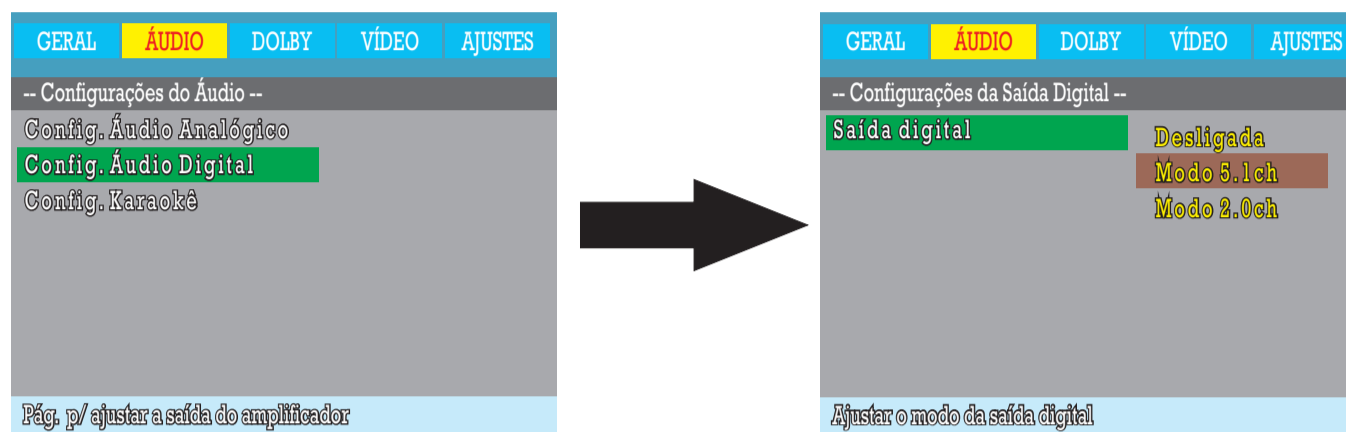 GERAL ÁUDIO DOLBY VÍDEO AJUSTES
-- Configurações do Áudio --
Config. Áudio Analógico
Config. Áudio Digital
Config. Karaokê
Pág. p/ ajustar a saída do amplificador
GERAL ÁUDIO DOLBY VÍDEO AJUSTES
-- Configurações da Saída Digital --
Saída digital
Desligada
Modo 5.1ch
Modo 2.0ch
Ajustar o modo da saída digital